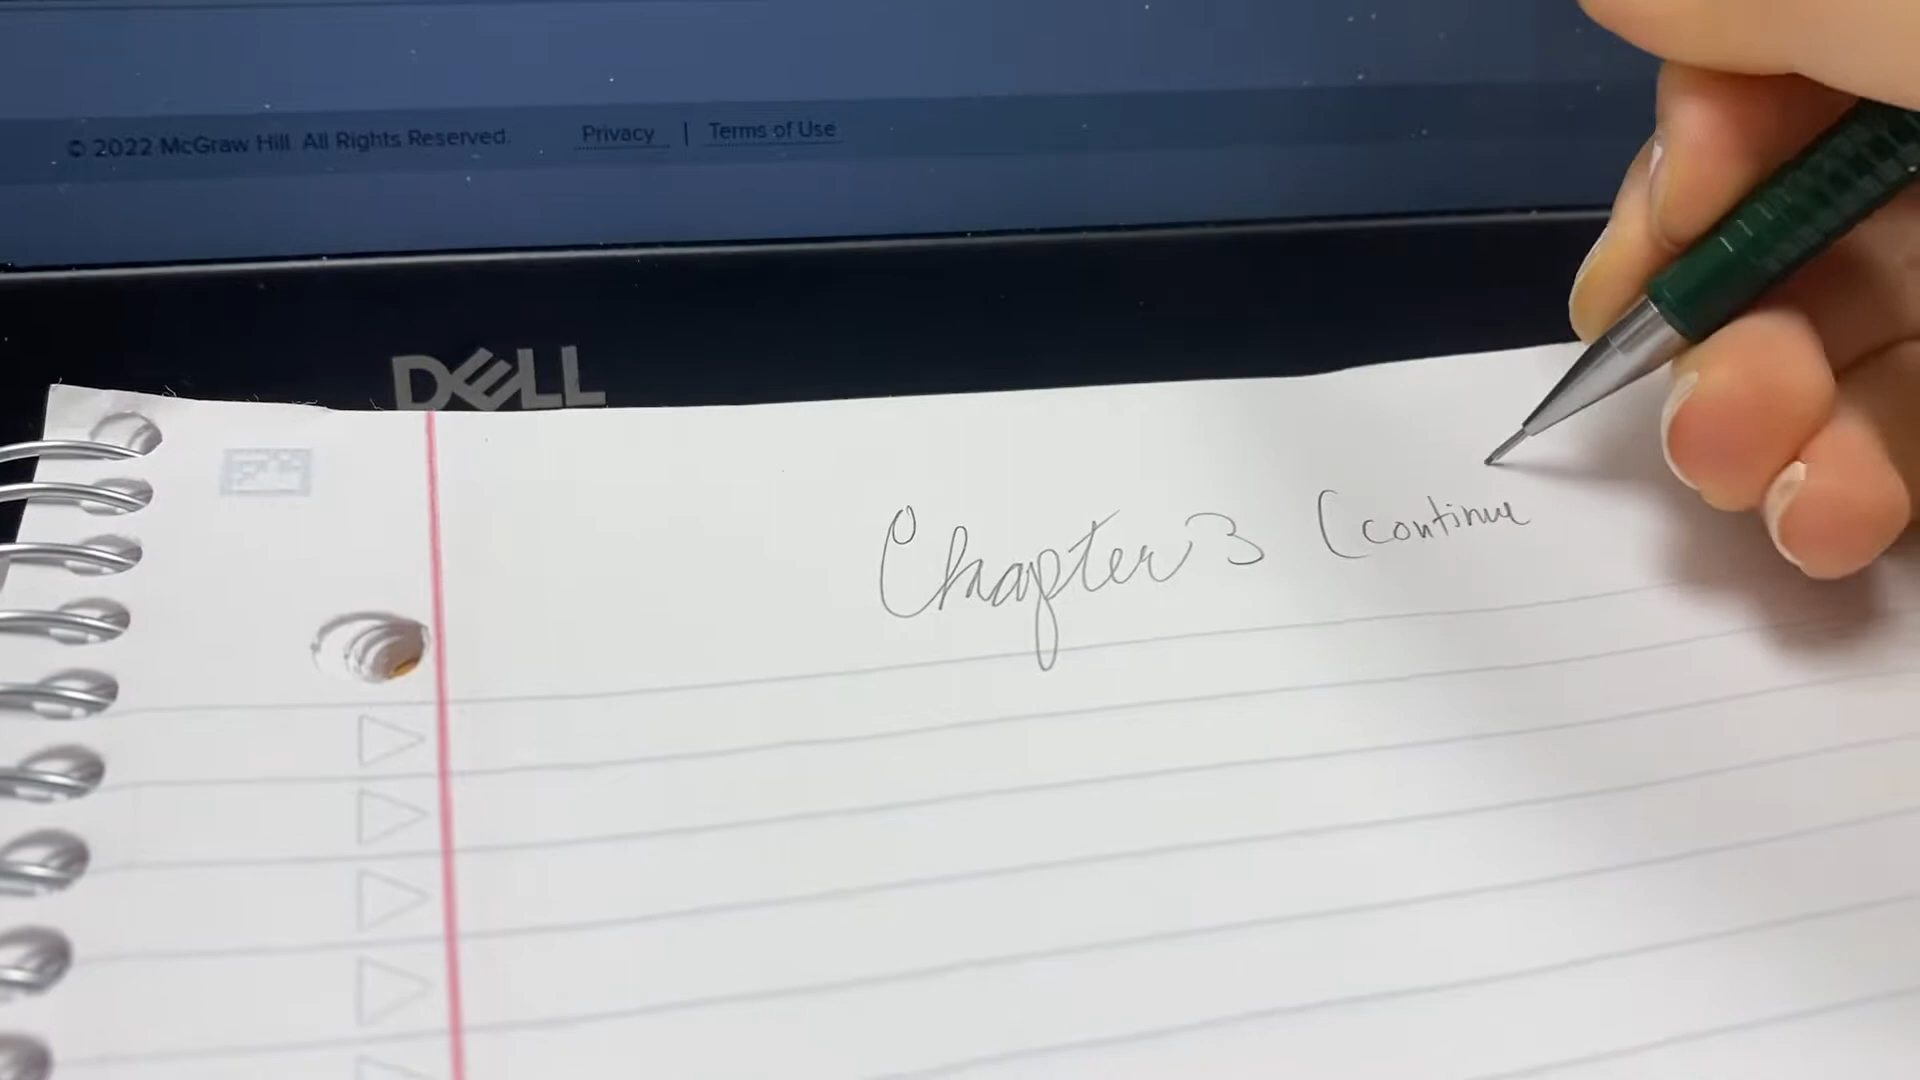 © 2022 McGraw Hill. All Rights Reserved. Privacy | Terms of Use
DELL
Chapter 3 (continue